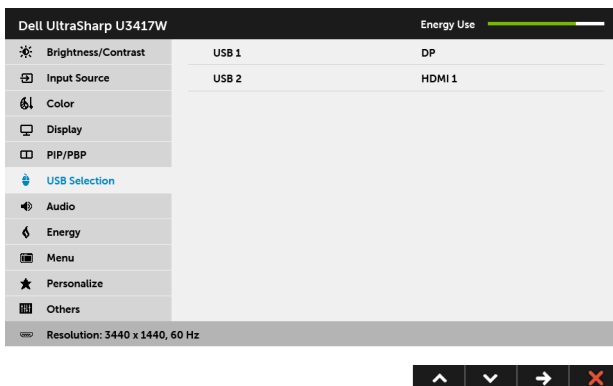 Dell UltraSharp U3417W Energy Use
Brightness/Contrast USB 1 DP
Input Source USB 2 HDMI 1
Color
Display
PIP/PBP
USB Selection
Audio
Energy
Menu
Personalize
Others
Resolution: 3440 x 1440, 60 Hz